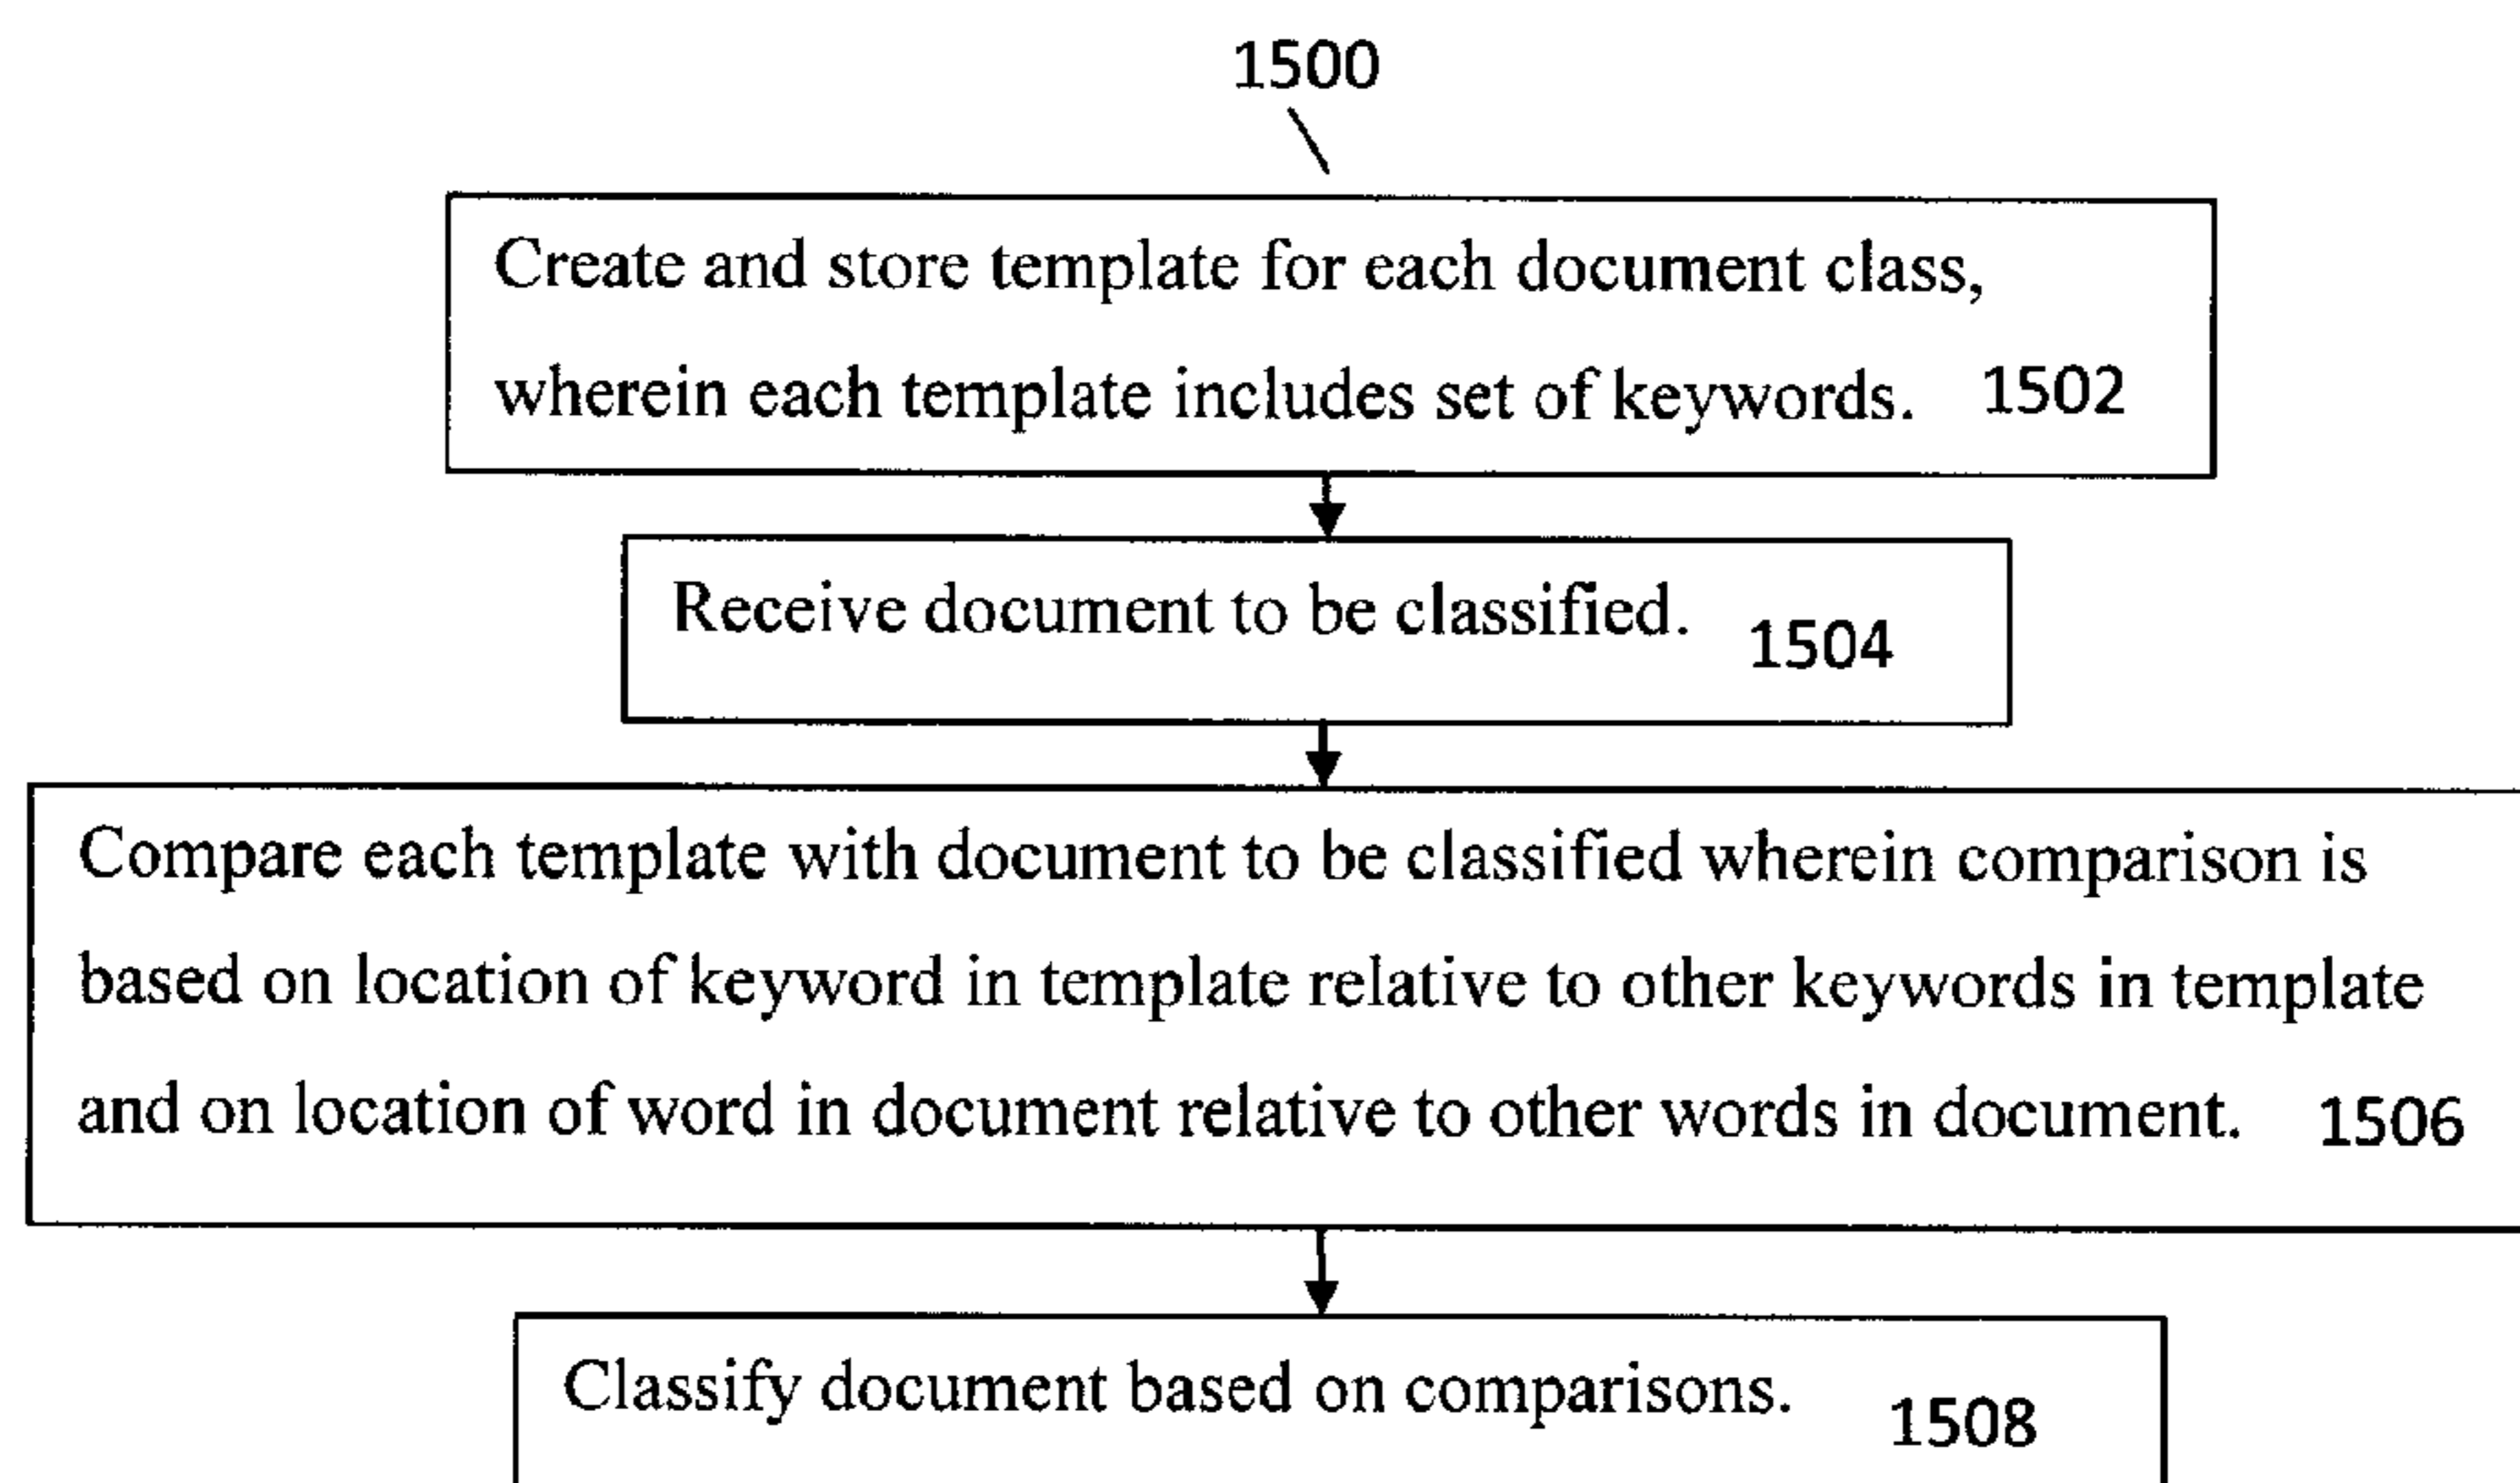 1500
Create and store template for each document class,
wherein each template includes set of keywords. 1502
Receive document to be classified. 1504
Compare each template with document to be classified wherein comparison is
based on location of keyword in template relative to other keywords in template
and on location of word in document relative to other words in document. 1506
Classify document based on comparisons. 1508